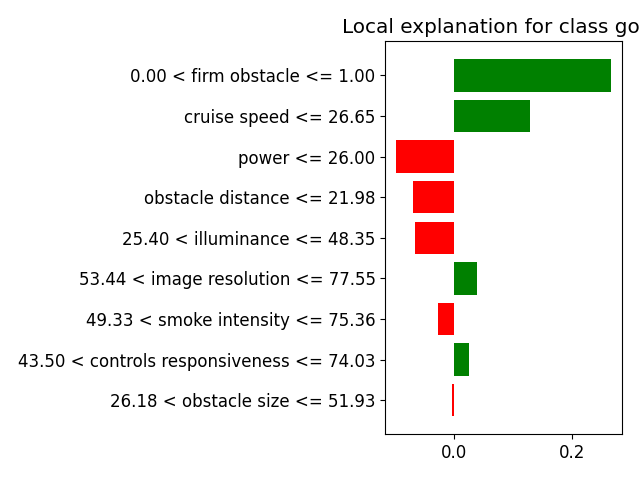 Local explanation for class go
0.00 < firm obstacle <= 1.00
cruise speed <= 26.65
power <= 26.00
obstacle distance <= 21.98
25.40 < illuminance <= 48.35
53.44 < image resolution <= 77.55
49.33 < smoke intensity <= 75.36
43.50 < controls responsiveness <= 74.03
26.18 < obstacle size <= 51.93
0.0 0.2